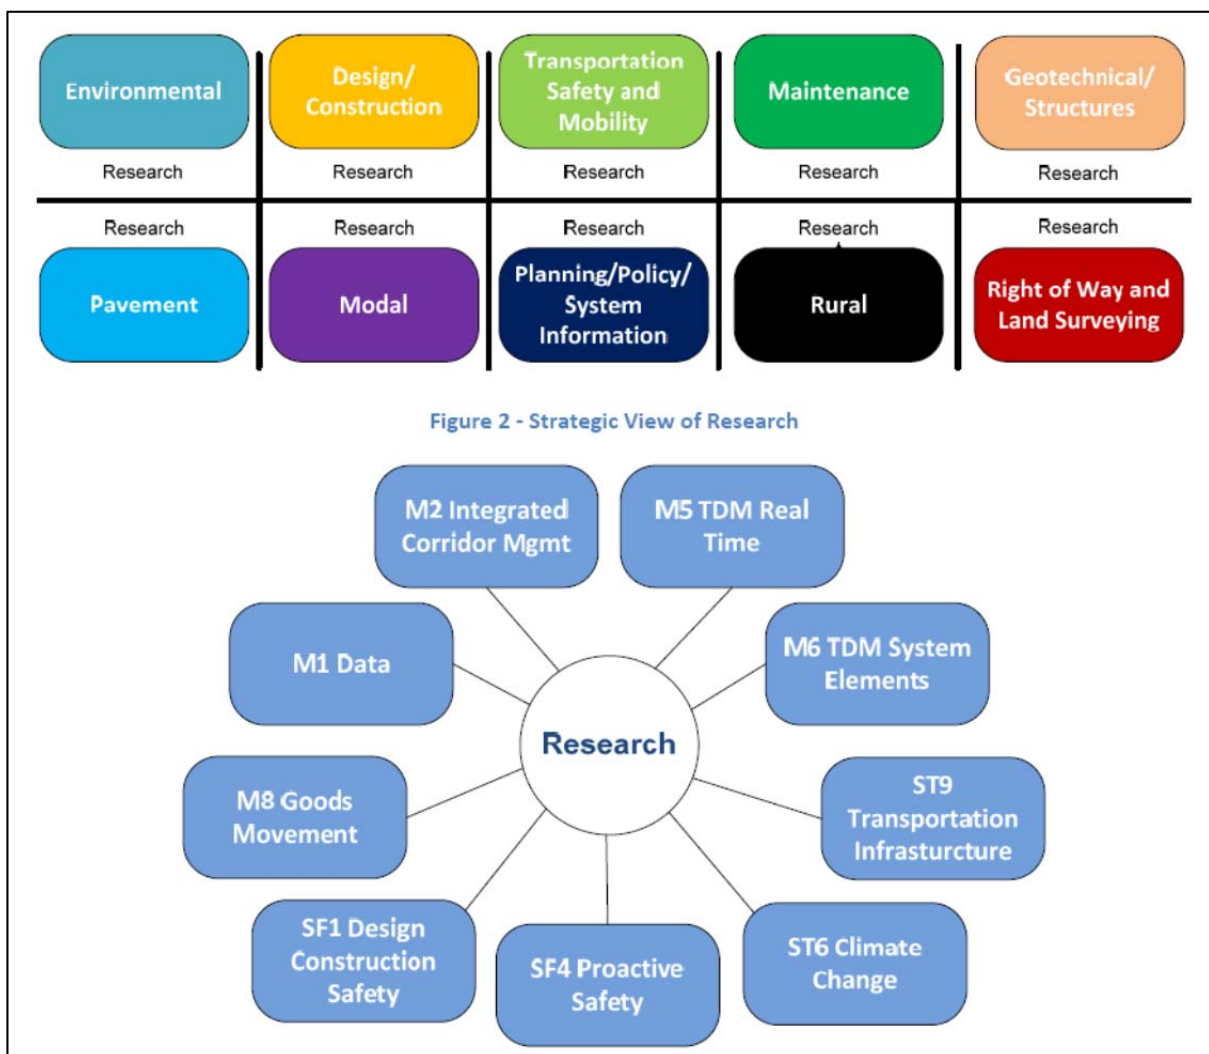 Environmental
Design/
Construction
Transportation
Safety and
Mobility
Maintenance
Geotechnical/
Structures
Research
Research
Research
Research
Research
Research
Research
Research
Research
Research
Pavement
Modal
Planning/Policy/
System
Information
Rural
Right of Way and
Land Surveying
Figure 2 - Strategic View of Research
M2 Integrated
Corridor Mgmt
M5 TDM Real
Time
M1 Data
M6 TDM System
Elements
Research
M8 Goods
Movement
ST9
Transportation
Infrasturcture
SF1 Design
Construction
Safety
SF4 Proactive
Safety
ST6 Climate
Change